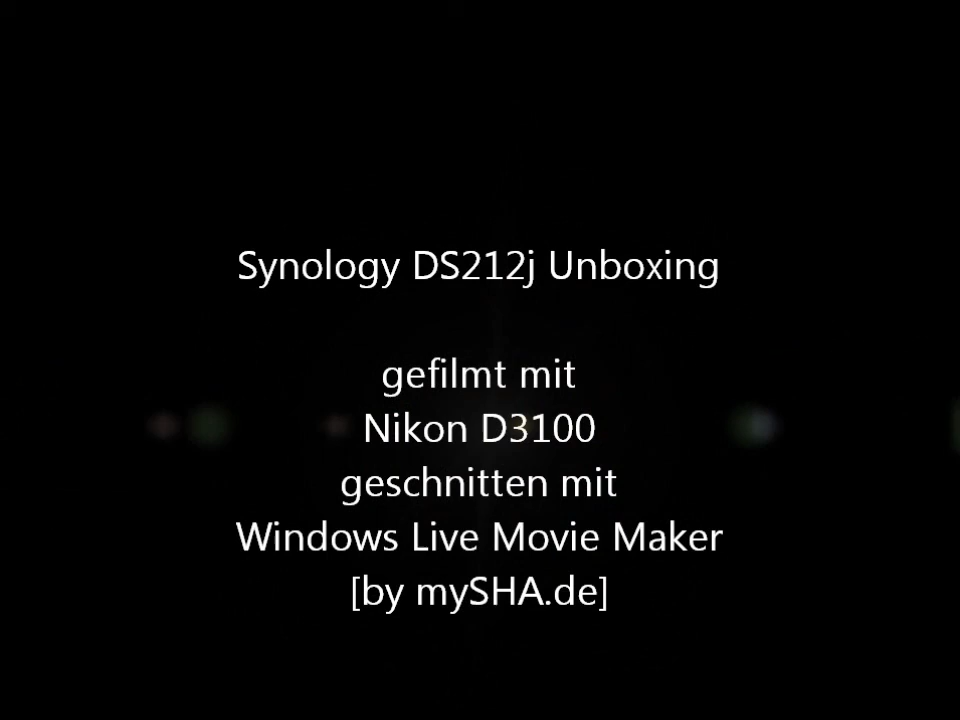 Synology DS212j Unboxing
gefilmt mit
Nikon D3100
geschnitten mit
Windows Live Movie Maker
[by mySHA.de]